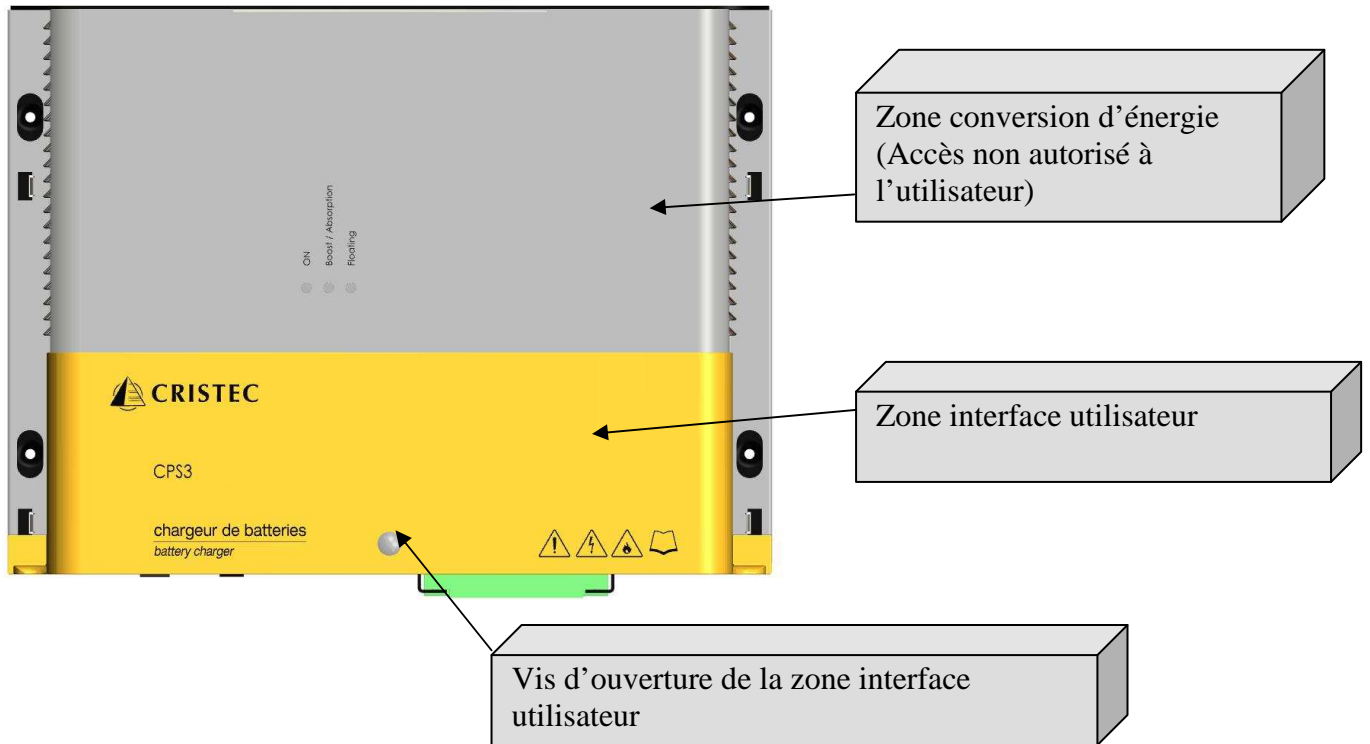 Zone conversion d’énergie
(Accès non autorisé à
l’utilisateur)
ON
Boost / Absorption
Floating
CRISTEC
Zone interface utilisateur
CPS3
chargeur de batteries
battery charger
Vis d’ouverture de la zone interface
utilisateur